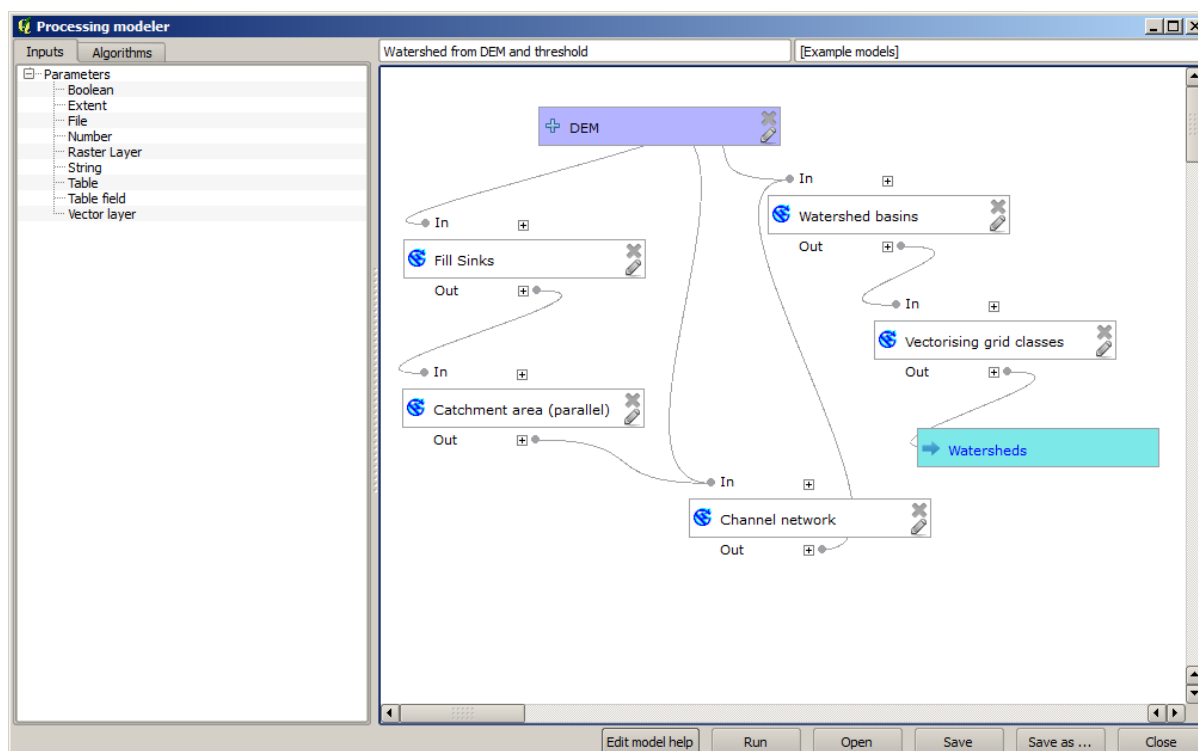 Processing modeler
Inputs
Algorithms
Parameters
Boolean
Extent
File
Number
Raster Layer
String
Table
Table field
Vector layer
Watershed from DEM and threshold
[Example models]
DEM
In
Watershed basins
Out
In
Fill Sinks
Out
In
Vectorising grid classes
Out
In
Catchment area (parallel)
Out
Watersheds
In
Channel network
Out
Edit model help
Run
Open
Save
Save as ...
Close